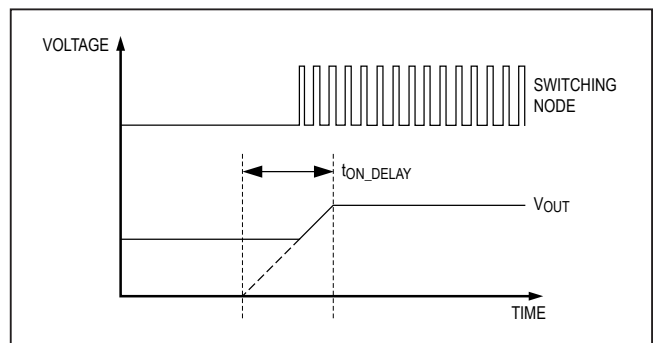 VOLTAGE
SWITCHING
NODE
tON_DELAY
VOUT
TIME